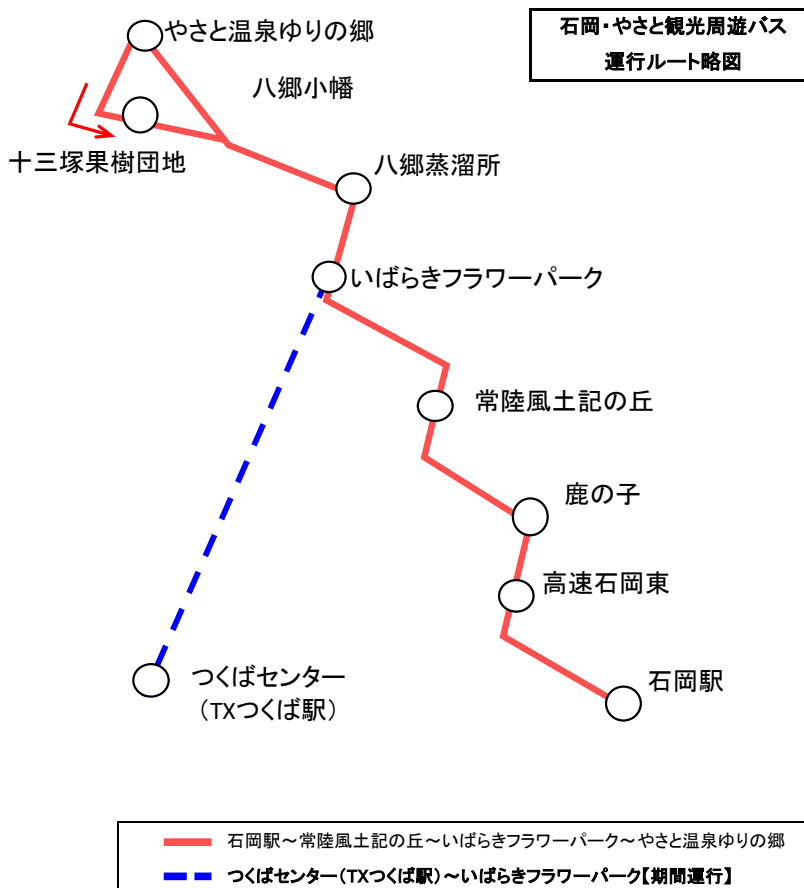 石岡・やさと観光周遊バス
運行ルート略図
やさと温泉ゆりの郷
八郷小幡
十三塚果樹団地
八郷蒸溜所
いばらきフラワーパーク
常陸風土記の丘
鹿の子
高速石岡東
つくばセンター
（TXつくば駅）
石岡駅
石岡駅～常陸風土記の丘～いばらきフラワーパーク～やさと温泉ゆりの郷
つくばセンター（TXつくば駅）～いばらきフラワーパーク【期間運行】